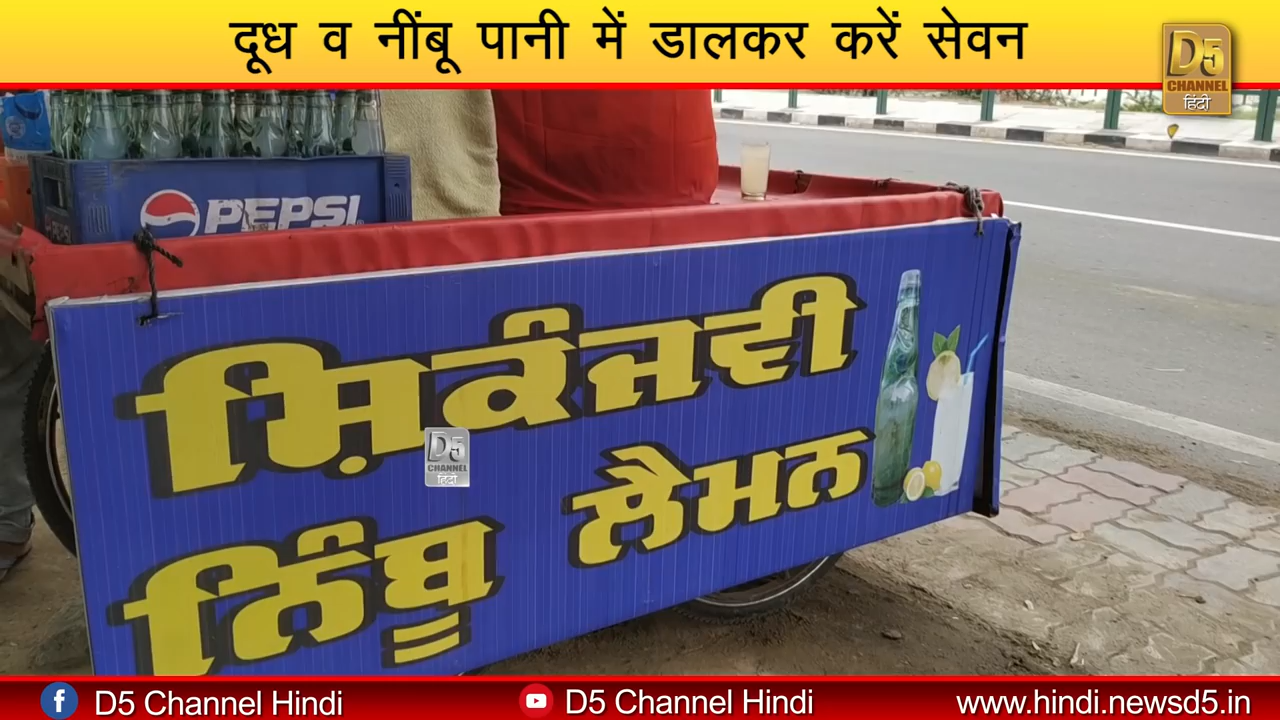 दूध व नींबू पानी में डालकर करें सेवन
D5
CHANNEL
हिंदी
PEPSI
ਸ਼ਿਕੰਜਵੀ
D5
CHANNEL
हिंदी
ਨਿੰਬੂ ਲੈਮਨ
D5 Channel Hindi
D5 Channel Hindi
www.hindi.newsd5.in